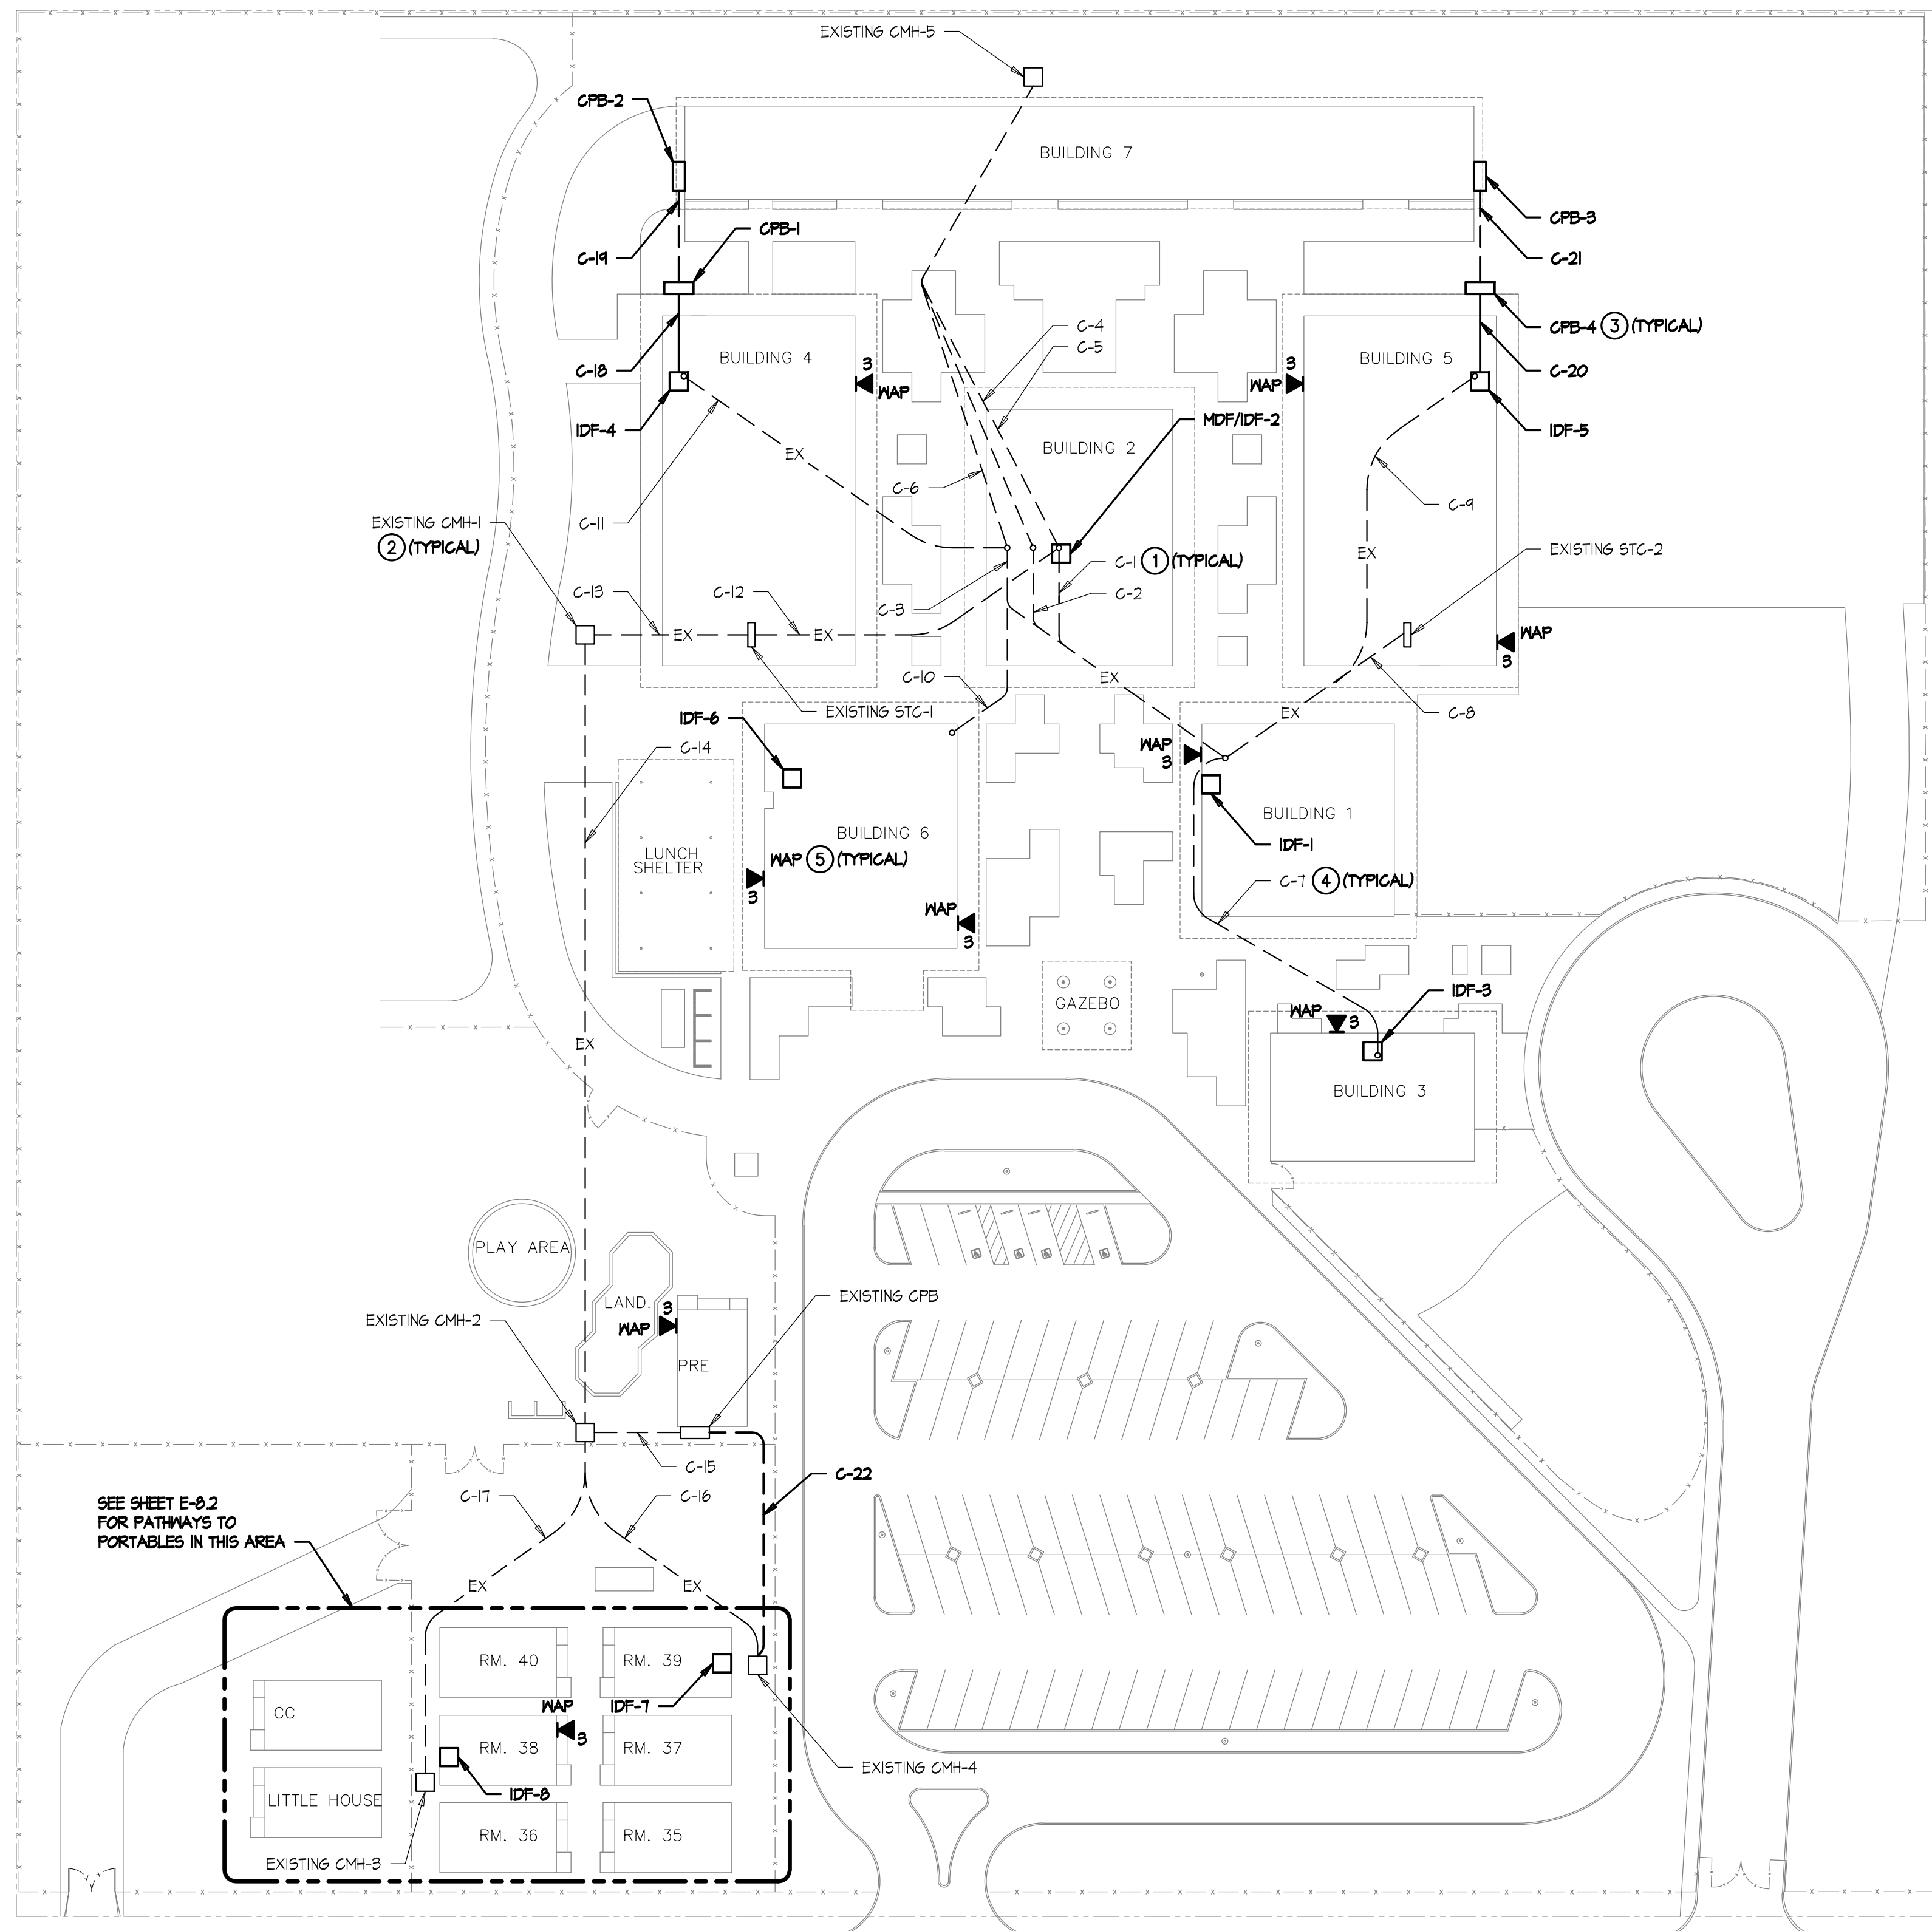 EXISTING CMH-5
CPB-2
BUILDING 7
CPB-3
CPB-1
C-19
C-21
C-4
CPB-4 3 (TYPICAL)
C-5
BUILDING 4
3
WAP
3
WAP
BUILDING 5
C-18
C-20
MDF/IDF-2
IDF-4
IDF-5
BUILDING 2
EX
C-6
C-9
EXISTING CMH-1
2 (TYPICAL)
C-11
EX
EXISTING STC-2
C-1 1 (TYPICAL)
C-13
C-12
C-2
C-3
EX
EX
WAP
3
C-10
EX
EXISTING STC-1
C-8
EX
IDF-6
C-14
WAP
3
BUILDING 1
BUILDING 6
IDF-1
LUNCH
SHELTER
WAP 5 (TYPICAL)
3
C-7 4 (TYPICAL)
WAP
3
IDF-3
GAZEBO
WAP
3
EX
BUILDING 3
PLAY AREA
EXISTING CPB
LAND.
3
WAP
EXISTING CMH-2
PRE
C-15
C-22
C-17
C-16
SEE SHEET E-8.2
FOR PATHWAYS TO
PORTABLES IN THIS AREA
EX
EX
RM. 40
RM. 39
WAP
3
IDF-7
CC
RM. 38
RM. 37
EXISTING CMH-4
IDF-8
LITTLE HOUSE
RM. 36
RM. 35
EXISTING CMH-3